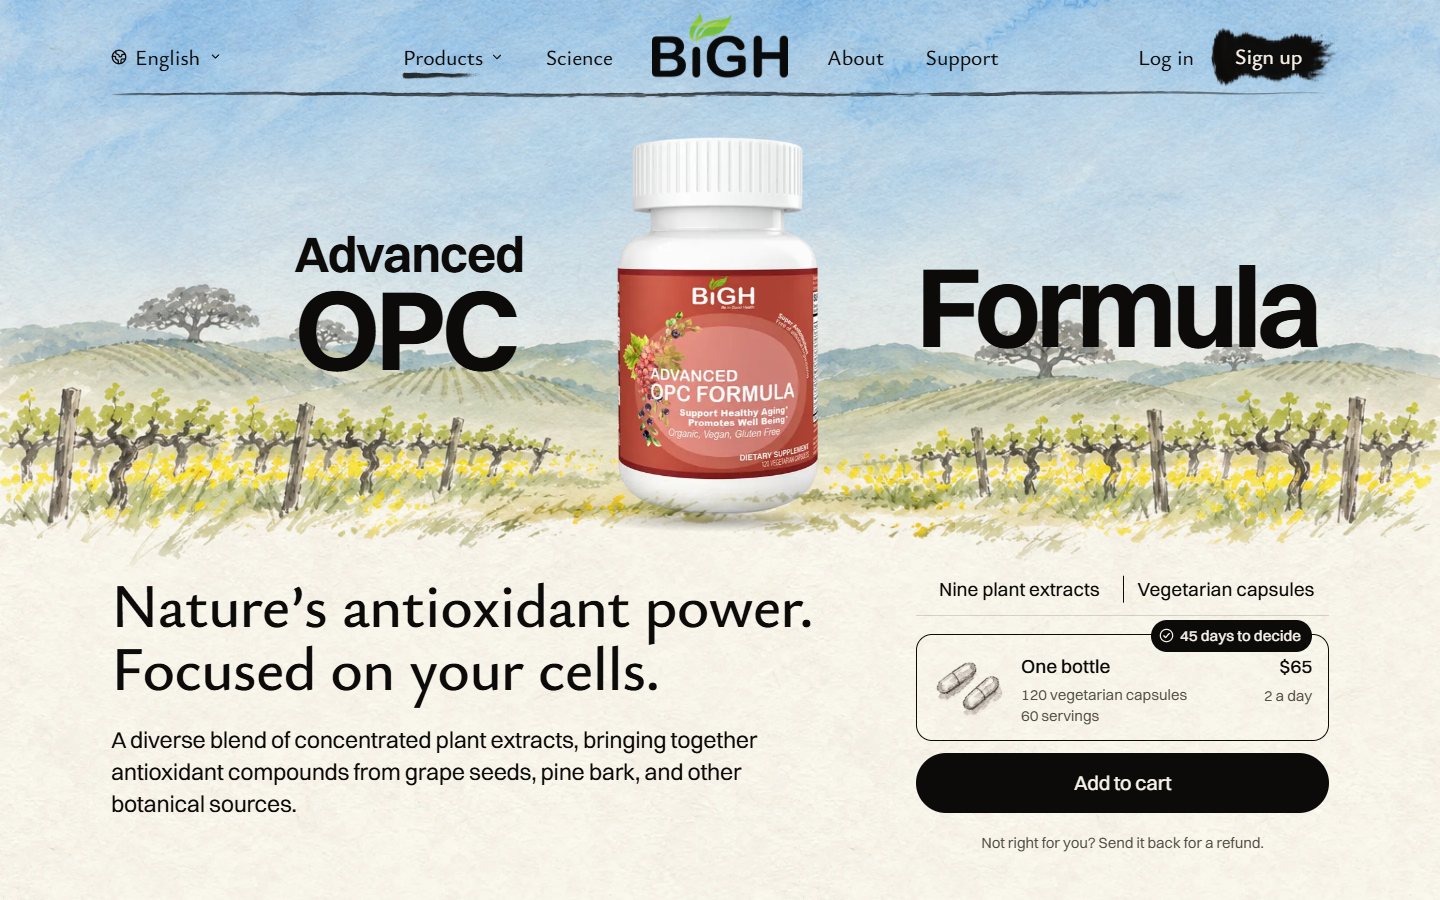 English
Products
Science
BiGH
About
Support
Log in
Sign up
Advanced
OPC
Formula
BiGH
ADVANCED
OPC FORMULA
Support Healthy Aging*
Promotes Well Being*
Organic, Vegan, Gluten Free
DIETARY SUPPLEMENT
120 VEGETARIAN CAPSULES
Nature’s antioxidant power.
Focused on your cells.
A diverse blend of concentrated plant extracts, bringing together
antioxidant compounds from grape seeds, pine bark, and other
botanical sources.
Nine plant extracts
Vegetarian capsules
45 days to decide
One bottle
$65
120 vegetarian capsules
2 a day
60 servings
Add to cart
Not right for you? Send it back for a refund.